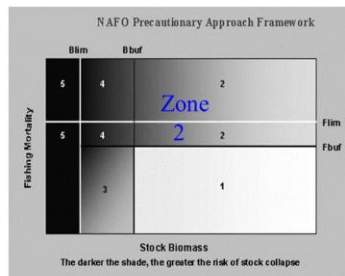 NAFO Precautionary Approach Framework
Blim Bbuf
5 4 2
Zone
Flim
5 4 2 2
Fbuf
3 1
Fishing Mortality
Stock Biomass
The darker the shade, the greater the risk of stock collapse